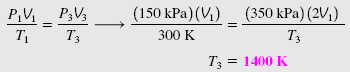 P₁V₁/T₁ = P₃V₃/T₃ ⟶ (150 kPa)(V₁)/300 K = (350 kPa)(2V₁)/T₃
T₃ = 1400 K